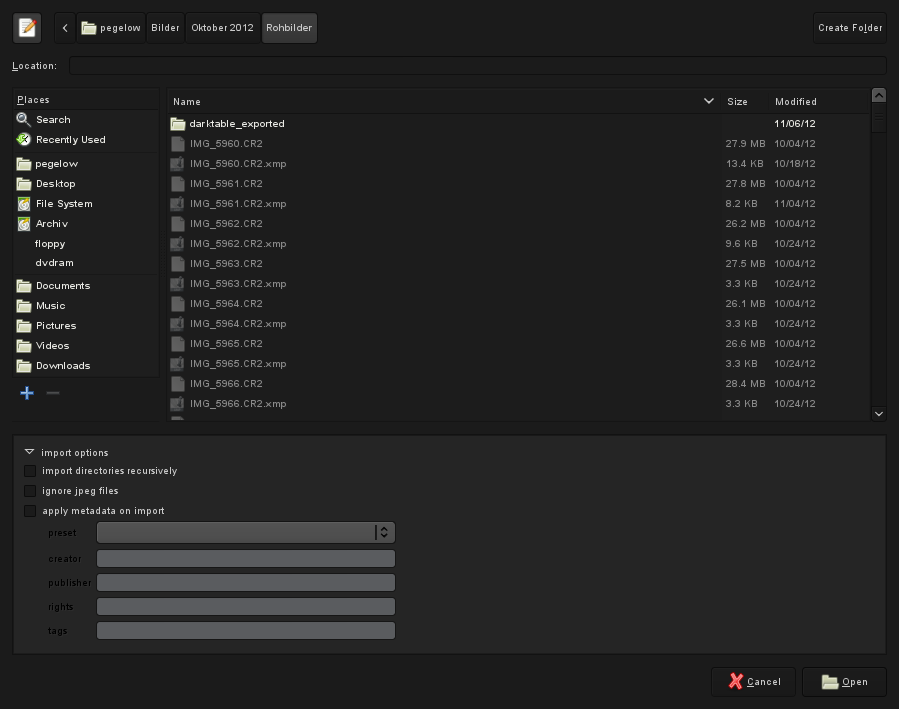 pegelow Bilder Oktober 2012 Rohbilder Create Folder
Location:
Places
Search
Recently Used
pegelow
Desktop
File System
Archiv
floppy
dvdram
Documents
Music
Pictures
Videos
Downloads
Name Size Modified
darktable_exported 11/06/12
IMG_5960.CR2 27.9 MB 10/04/12
IMG_5960.CR2.xmp 13.4 KB 10/18/12
IMG_5961.CR2 27.8 MB 10/04/12
IMG_5961.CR2.xmp 8.2 KB 11/04/12
IMG_5962.CR2 26.2 MB 10/04/12
IMG_5962.CR2.xmp 9.6 KB 10/24/12
IMG_5963.CR2 27.5 MB 10/04/12
IMG_5963.CR2.xmp 3.3 KB 10/24/12
IMG_5964.CR2 26.1 MB 10/04/12
IMG_5964.CR2.xmp 3.3 KB 10/24/12
IMG_5965.CR2 26.6 MB 10/04/12
IMG_5965.CR2.xmp 3.3 KB 10/24/12
IMG_5966.CR2 28.4 MB 10/04/12
IMG_5966.CR2.xmp 3.3 KB 10/24/12
import options
import directories recursively
ignore jpeg files
apply metadata on import
preset
creator
publisher
rights
tags
Cancel Open